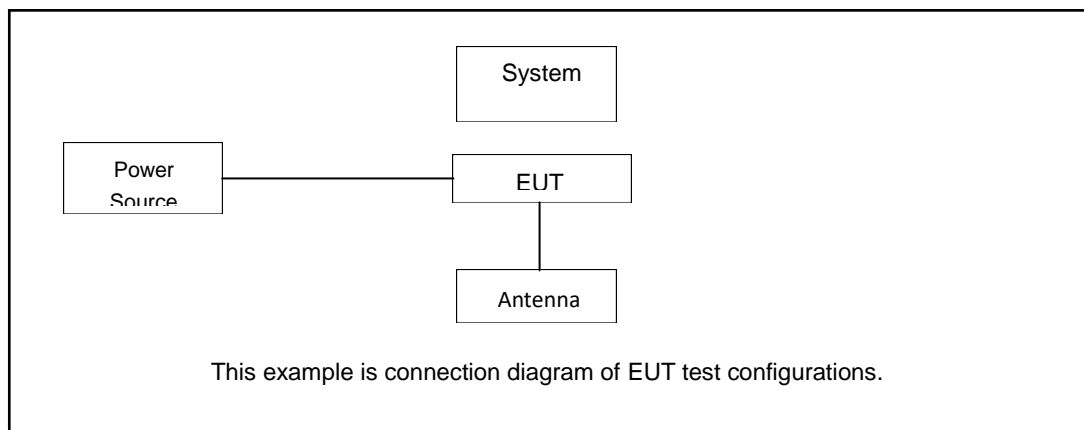 System
Power
Source
EUT
Antenna
This example is connection diagram of EUT test configurations.